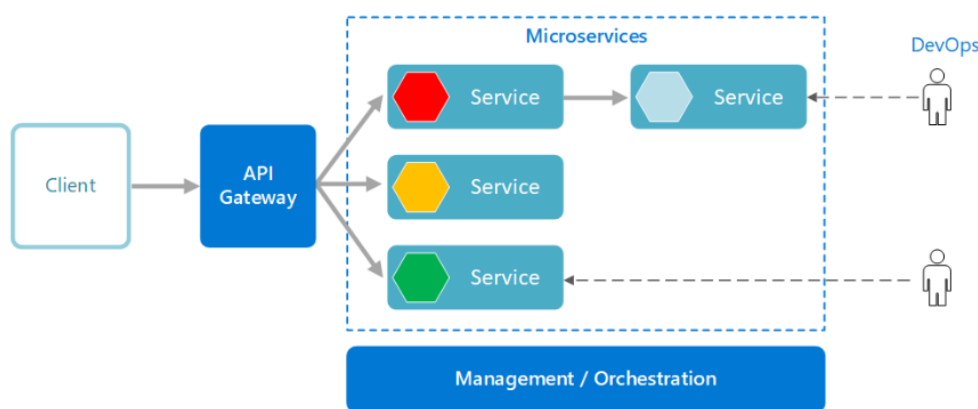 Microservices
DevOps
Service
Service
Client
API
Gateway
Service
Service
Management / Orchestration